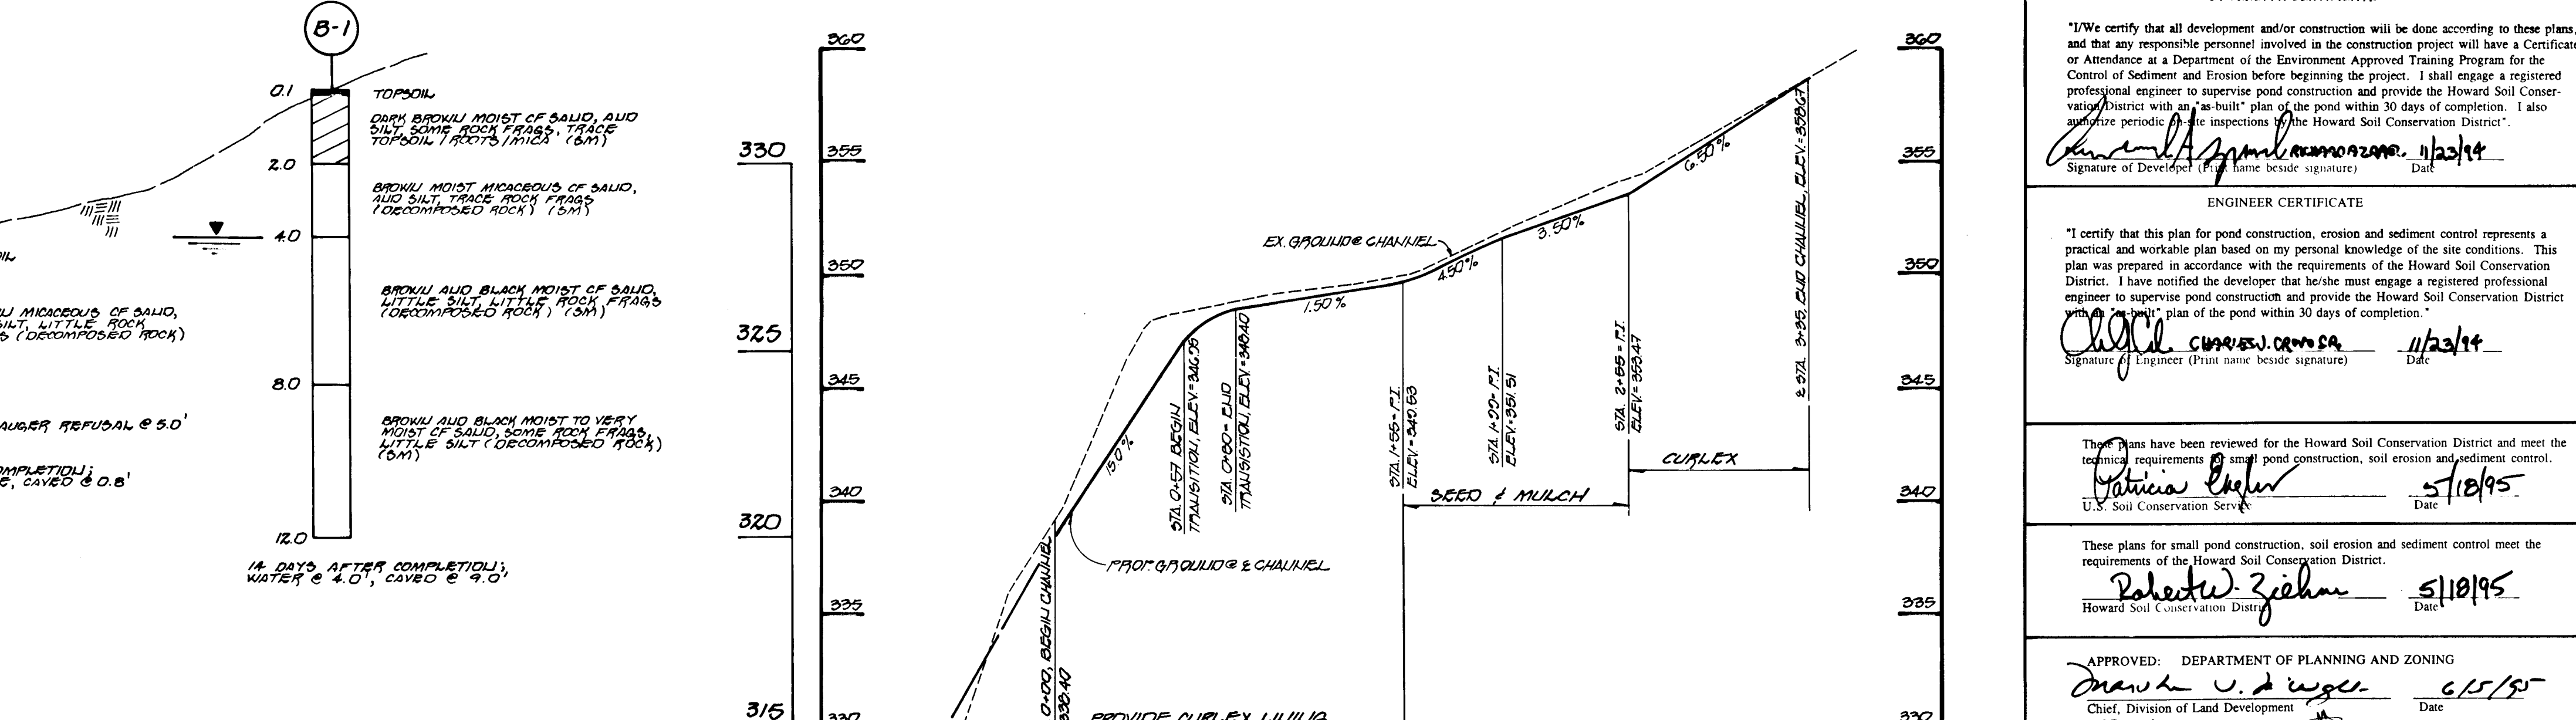 B-1
0.1
TOPSOIL
DARK BROWN MOIST CF SAND, AND
SILT, SOME ROCK FRAGS, TRACE
TOPSOIL / ROOTS / MICA (SM)
2.0
BROWN MOIST MICACEOUS CF SAND,
AND SILT, TRACE ROCK FRAGS
(DECOMPOSED ROCK) (SM)
4.0
BROWN AND BLACK MOIST CF SAND,
LITTLE SILT, LITTLE ROCK FRAGS
(DECOMPOSED ROCK) (SM)
8.0
BROWN AND BLACK MOIST TO VERY
MOIST CF SAND, SOME ROCK FRAGS,
LITTLE SILT (DECOMPOSED ROCK)
(SM)
12.0
14 DAYS AFTER COMPLETION;
WATER @ 4.0', CAVED @ 9.0'
MICACEOUS CF SAND,
SILT, LITTLE ROCK
(DECOMPOSED ROCK)
AUGER REFUSAL @ 5.0'
COMPLETION;
CAVED @ 0.8'
330
325
320
315
360
355
350
345
340
335
330
EX. GROUND @ CHANNEL
15.0%
1.50%
4.50%
3.50%
6.50%
0+00, BEGIN CHANNEL
338.40
STA. 0+57 BEGIN
TRANSITION, ELEV.=346.95
STA. 0+80= END
TRANSISTION, ELEV.=348.40
STA. 1+55= P.I.
ELEV.= 349.53
STA. 1+99= P.I.
ELEV.=351.51
STA. 2+55= P.I.
ELEV.= 353.47
℄ STA. 3+35, END CHANNEL, ELEV.=358.67
CURLEX
SEED & MULCH
PROP. GROUND @ ℄ CHANNEL
PROVIDE CURLEX LINING
360
355
350
345
340
335
330
"I/We certify that all development and/or construction will be done according to these plans,
and that any responsible personnel involved in the construction project will have a Certificate
or Attendance at a Department of the Environment Approved Training Program for the
Control of Sediment and Erosion before beginning the project. I shall engage a registered
professional engineer to supervise pond construction and provide the Howard Soil Conser-
vation District with an "as-built" plan of the pond within 30 days of completion. I also
authorize periodic on-site inspections by the Howard Soil Conservation District".
11/23/94
Signature of Developer (Print name beside signature) Date
ENGINEER CERTIFICATE
"I certify that this plan for pond construction, erosion and sediment control represents a
practical and workable plan based on my personal knowledge of the site conditions. This
plan was prepared in accordance with the requirements of the Howard Soil Conservation
District. I have notified the developer that he/she must engage a registered professional
engineer to supervise pond construction and provide the Howard Soil Conservation District
with an "as-built" plan of the pond within 30 days of completion."
CHARLES J. CROVO SR. 11/23/94
Signature of Engineer (Print name beside signature) Date
These plans have been reviewed for the Howard Soil Conservation District and meet the
technical requirements for small pond construction, soil erosion and sediment control.
Patricia 5/18/95
U.S. Soil Conservation Service Date
These plans for small pond construction, soil erosion and sediment control meet the
requirements of the Howard Soil Conservation District.
Robert W. Ziehm 5/18/95
Howard Soil Conservation District Date
APPROVED: DEPARTMENT OF PLANNING AND ZONING
6/5/95
Chief, Division of Land Development Date